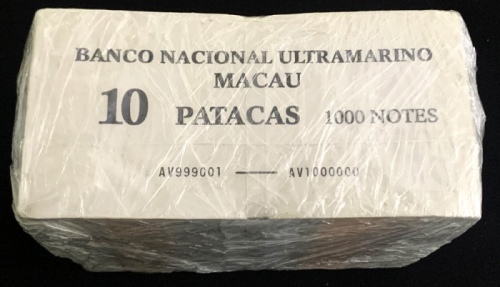 BANCO NACIONAL ULTRAMARINO
MACAU
10 PATACAS 1000 NOTES
AV999001 —— AV1000000